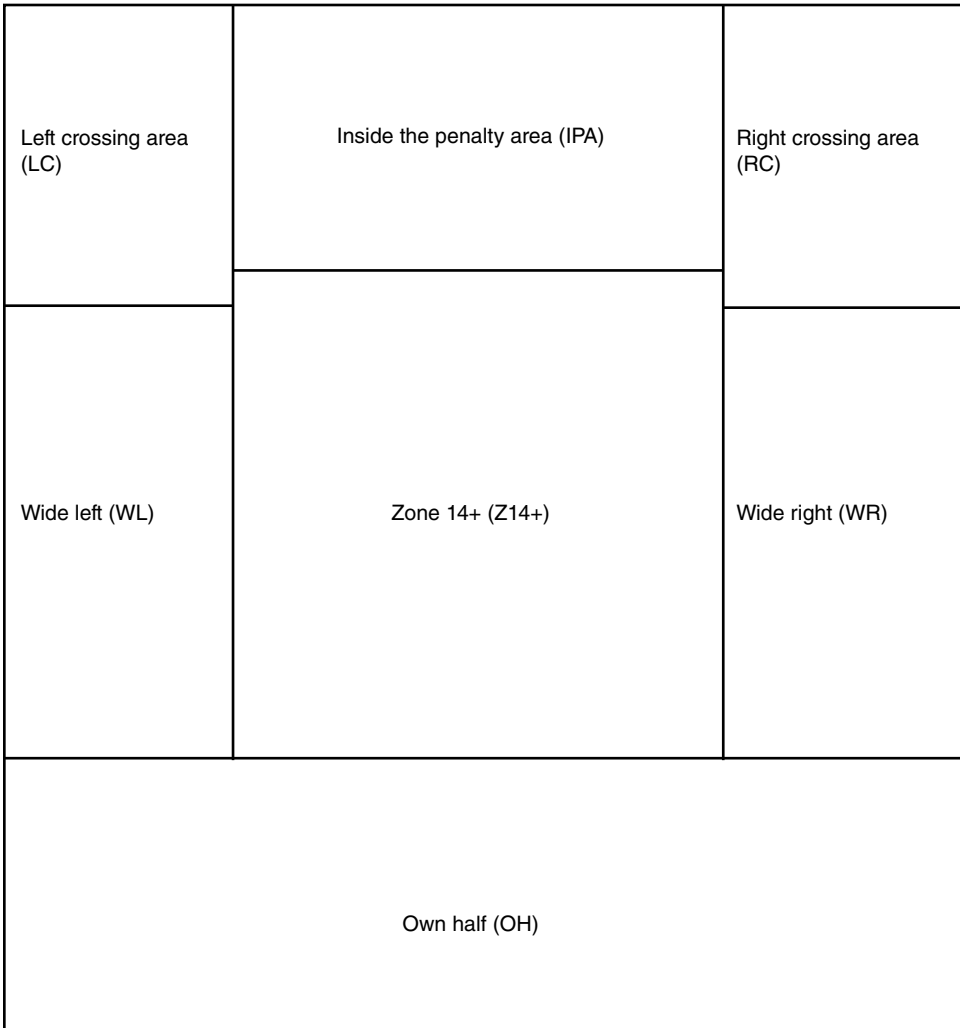 Left crossing area
(LC)
Inside the penalty area (IPA)
Right crossing area
(RC)
Wide left (WL)
Zone 14+ (Z14+)
Wide right (WR)
Own half (OH)